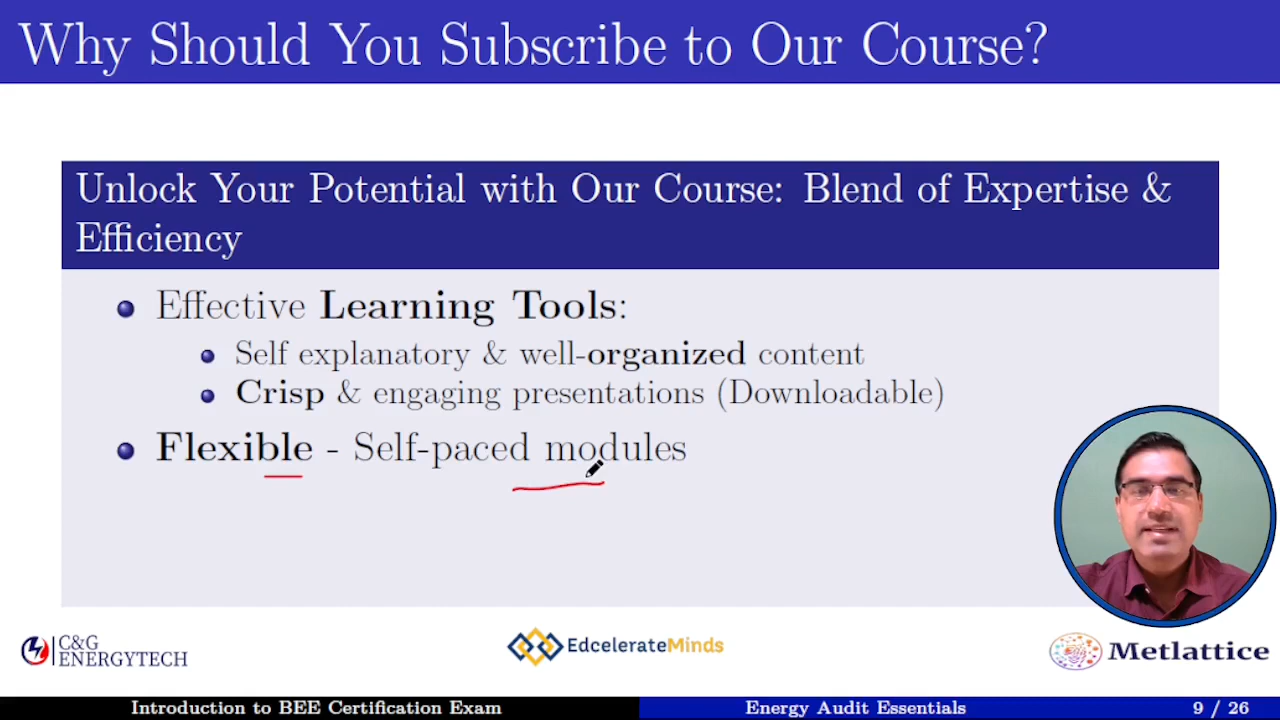 Why Should You Subscribe to Our Course?
Unlock Your Potential with Our Course: Blend of Expertise &
Efficiency
Effective Learning Tools:
Self explanatory & well-organized content
Crisp & engaging presentations (Downloadable)
Flexible - Self-paced modules
C&G
ENERGYTECH
EdcelerateMinds
Metlattice
Introduction to BEE Certification Exam
Energy Audit Essentials
9 / 26